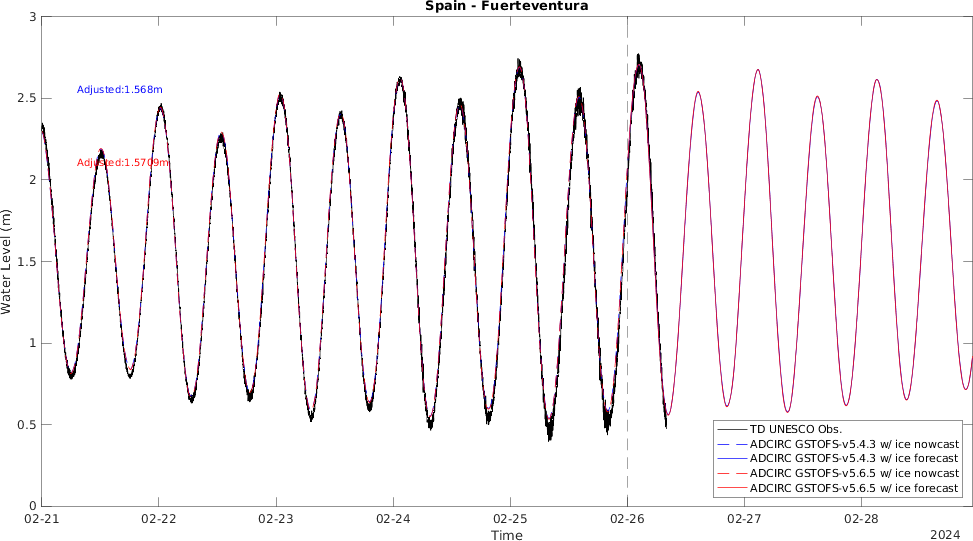 Spain - Fuerteventura
3
2.5
2
1.5
1
0.5
0
Water Level (m)
Adjusted:1.568m
Adjusted:1.5709m
TD UNESCO Obs.
ADCIRC GSTOFS-v5.4.3 w/ ice nowcast
ADCIRC GSTOFS-v5.4.3 w/ ice forecast
ADCIRC GSTOFS-v5.6.5 w/ ice nowcast
ADCIRC GSTOFS-v5.6.5 w/ ice forecast
02-21 02-22 02-23 02-24 02-25 02-26 02-27 02-28
Time
2024